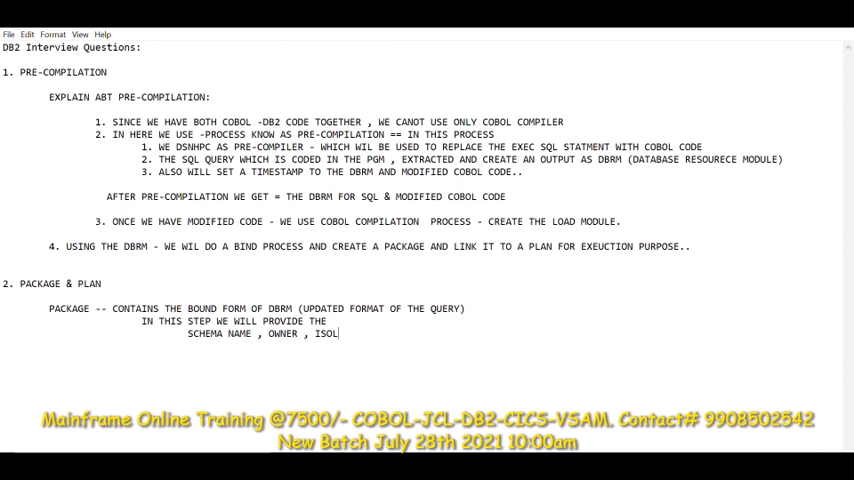 File Edit Format View Help
DB2 Interview Questions:
1. PRE-COMPILATION
EXPLAIN ABT PRE-COMPILATION:
1. SINCE WE HAVE BOTH COBOL -DB2 CODE TOGETHER , WE CANOT USE ONLY COBOL COMPILER
2. IN HERE WE USE -PROCESS KNOW AS PRE-COMPILATION == IN THIS PROCESS
1. WE DSNHPC AS PRE-COMPILER - WHICH WIL BE USED TO REPLACE THE EXEC SQL STATMENT WITH COBOL CODE
2. THE SQL QUERY WHICH IS CODED IN THE PGM , EXTRACTED AND CREATE AN OUTPUT AS DBRM (DATABASE RESOURECE MODULE)
3. ALSO WILL SET A TIMESTAMP TO THE DBRM AND MODIFIED COBOL CODE..
AFTER PRE-COMPILATION WE GET = THE DBRM FOR SQL & MODIFIED COBOL CODE
3. ONCE WE HAVE MODIFIED CODE - WE USE COBOL COMPILATION PROCESS - CREATE THE LOAD MODULE.
4. USING THE DBRM - WE WIL DO A BIND PROCESS AND CREATE A PACKAGE AND LINK IT TO A PLAN FOR EXEUCTION PURPOSE..
2. PACKAGE & PLAN
PACKAGE -- CONTAINS THE BOUND FORM OF DBRM (UPDATED FORMAT OF THE QUERY)
IN THIS STEP WE WILL PROVIDE THE
SCHEMA NAME , OWNER , ISOL
Mainframe Online Training @7500/- COBOL-JCL-DB2-CICS-VSAM. Contact# 9908502542
New Batch July 28th 2021 10:00am